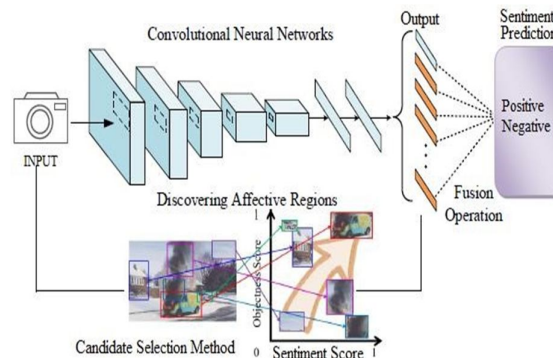 Convolutional Neural Networks
Output
Sentiment
Prediction
INPUT
Positive
Negative
Discovering Affective Regions
Fusion
Operation
1
Objectness Score
Candidate Selection Method
0
Sentiment Score
1